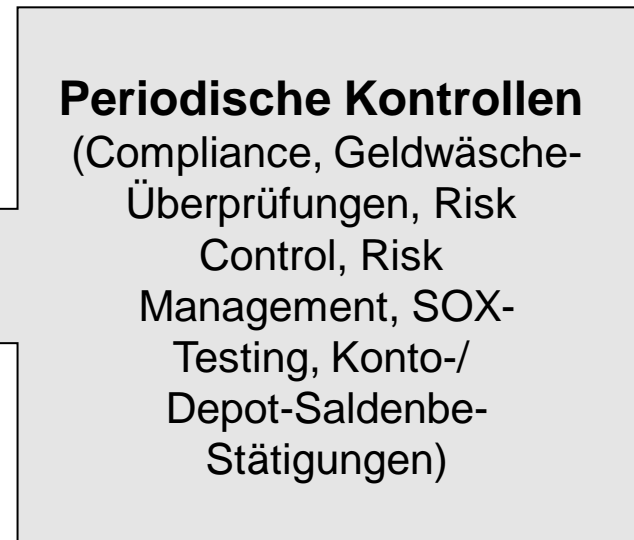 Periodische Kontrollen
(Compliance, Geldwäsche-
Überprüfungen, Risk
Control, Risk
Management, SOX-
Testing, Konto-/
Depot-Saldenbe-
Stätigungen)